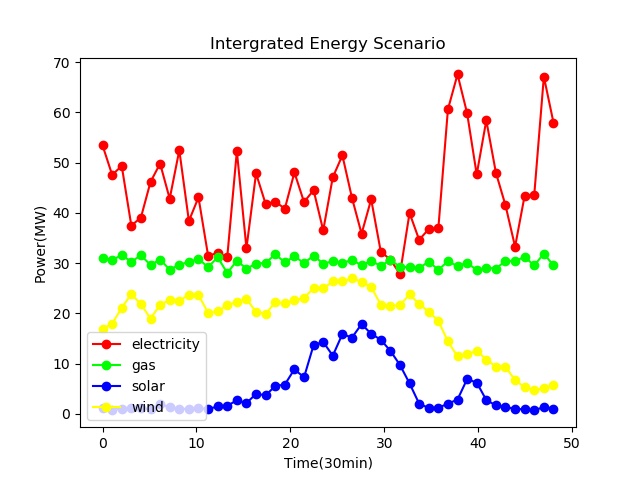 Intergrated Energy Scenario
70
60
50
40
30
20
10
0
Power(MW)
electricity
gas
solar
wind
0 10 20 30 40 50
Time(30min)